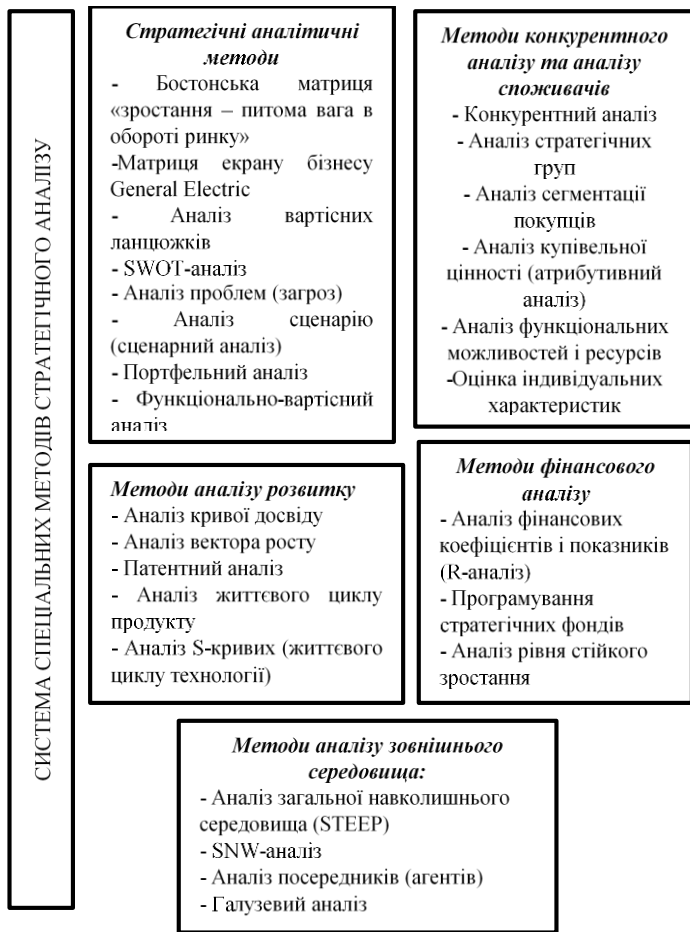 СИСТЕМА СПЕЦІАЛЬНИХ МЕТОДІВ СТРАТЕГІЧНОГО АНАЛІЗУ
Стратегічні аналітичні
методи
- Бостонська матриця
«зростання – питома вага в
обороті ринку»
-Матриця екрану бізнесу
General Electric
- Аналіз вартісних
ланцюжків
- SWOT-аналіз
- Аналіз проблем (загроз)
- Аналіз сценарію
(сценарний аналіз)
- Портфельний аналіз
- Функціонально-вартісний
аналіз
Методи конкурентного
аналізу та аналізу
споживачів
- Конкурентний аналіз
- Аналіз стратегічних
груп
- Аналіз сегментації
покупців
- Аналіз купівельної
цінності (атрибутивний
аналіз)
- Аналіз функціональних
можливостей і ресурсів
-Оцінка індивідуальних
характеристик
Методи аналізу розвитку
- Аналіз кривої досвіду
- Аналіз вектора росту
- Патентний аналіз
- Аналіз життєвого циклу
продукту
- Аналіз S-кривих (життєвого
циклу технології)
Методи фінансового
аналізу
- Аналіз фінансових
коефіцієнтів і показників
(R-аналіз)
- Програмування
стратегічних фондів
- Аналіз рівня стійкого
зростання
Методи аналізу зовнішнього
середовища:
- Аналіз загальної навколишнього
середовища (STEEP)
- SNW-аналіз
- Аналіз посередників (агентів)
- Галузевий аналіз